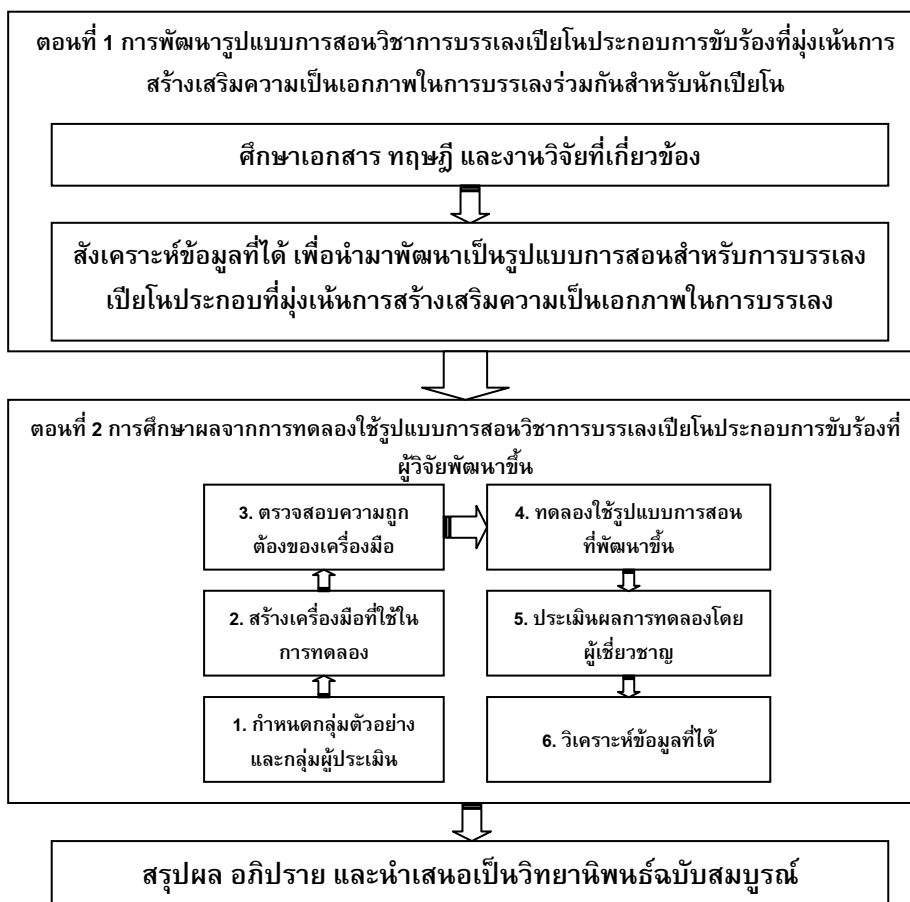 ตอนที่ 1 การพัฒนารูปแบบการสอนวิชาการบรรเลงเปียโนประกอบการขับร้องที่มุ่งเน้นการ
สร้างเสริมความเป็นเอกภาพในการบรรเลงร่วมกันสำหรับนักเปียโน
ศึกษาเอกสาร ทฤษฎี และงานวิจัยที่เกี่ยวข้อง
สังเคราะห์ข้อมูลที่ได้ เพื่อนำมาพัฒนาเป็นรูปแบบการสอนสำหรับการบรรเลง
เปียโนประกอบที่มุ่งเน้นการสร้างเสริมความเป็นเอกภาพในการบรรเลง
ตอนที่ 2 การศึกษาผลจากการทดลองใช้รูปแบบการสอนวิชาการบรรเลงเปียโนประกอบการขับร้องที่
ผู้วิจัยพัฒนาขึ้น
1. กำหนดกลุ่มตัวอย่าง
และกลุ่มผู้ประเมิน
2. สร้างเครื่องมือที่ใช้ใน
การทดลอง
3. ตรวจสอบความถูก
ต้องของเครื่องมือ
4. ทดลองใช้รูปแบบการสอน
ที่พัฒนาขึ้น
5. ประเมินผลการทดลองโดย
ผู้เชี่ยวชาญ
6. วิเคราะห์ข้อมูลที่ได้
สรุปผล อภิปราย และนำเสนอเป็นวิทยานิพนธ์ฉบับสมบูรณ์